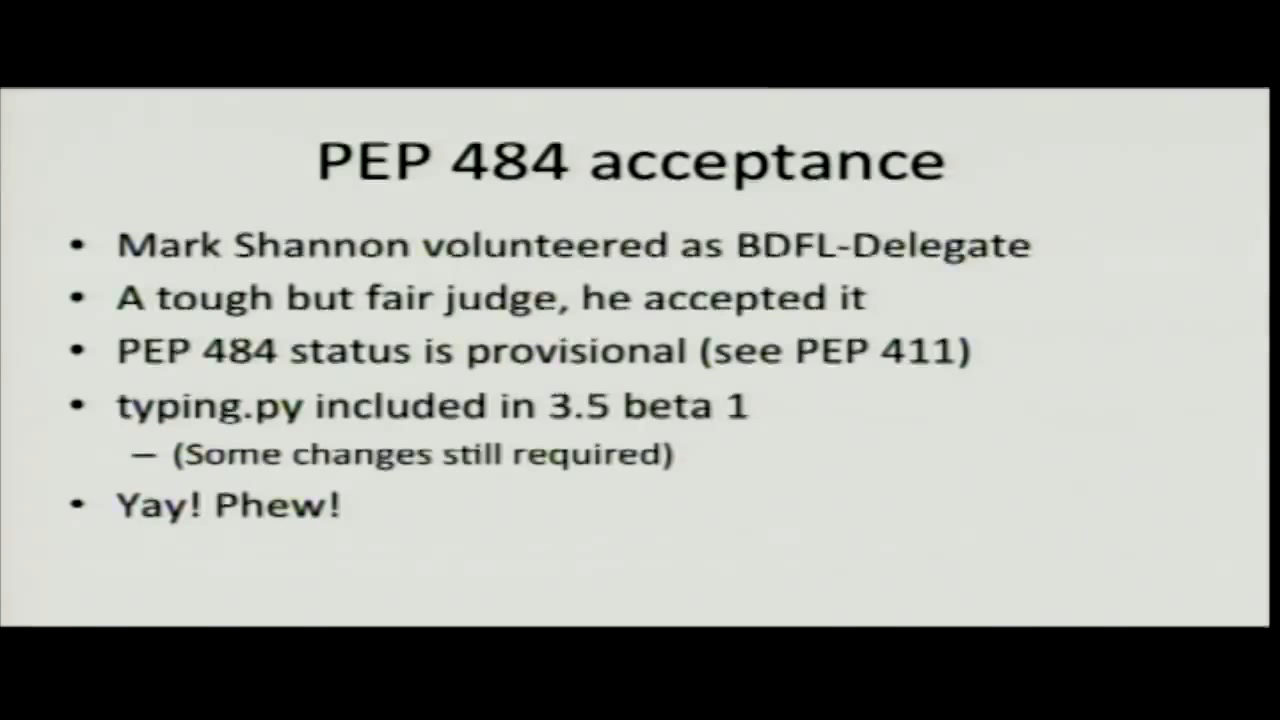 PEP 484 acceptance
• Mark Shannon volunteered as BDFL-Delegate
• A tough but fair judge, he accepted it
• PEP 484 status is provisional (see PEP 411)
• typing.py included in 3.5 beta 1
– (Some changes still required)
• Yay! Phew!